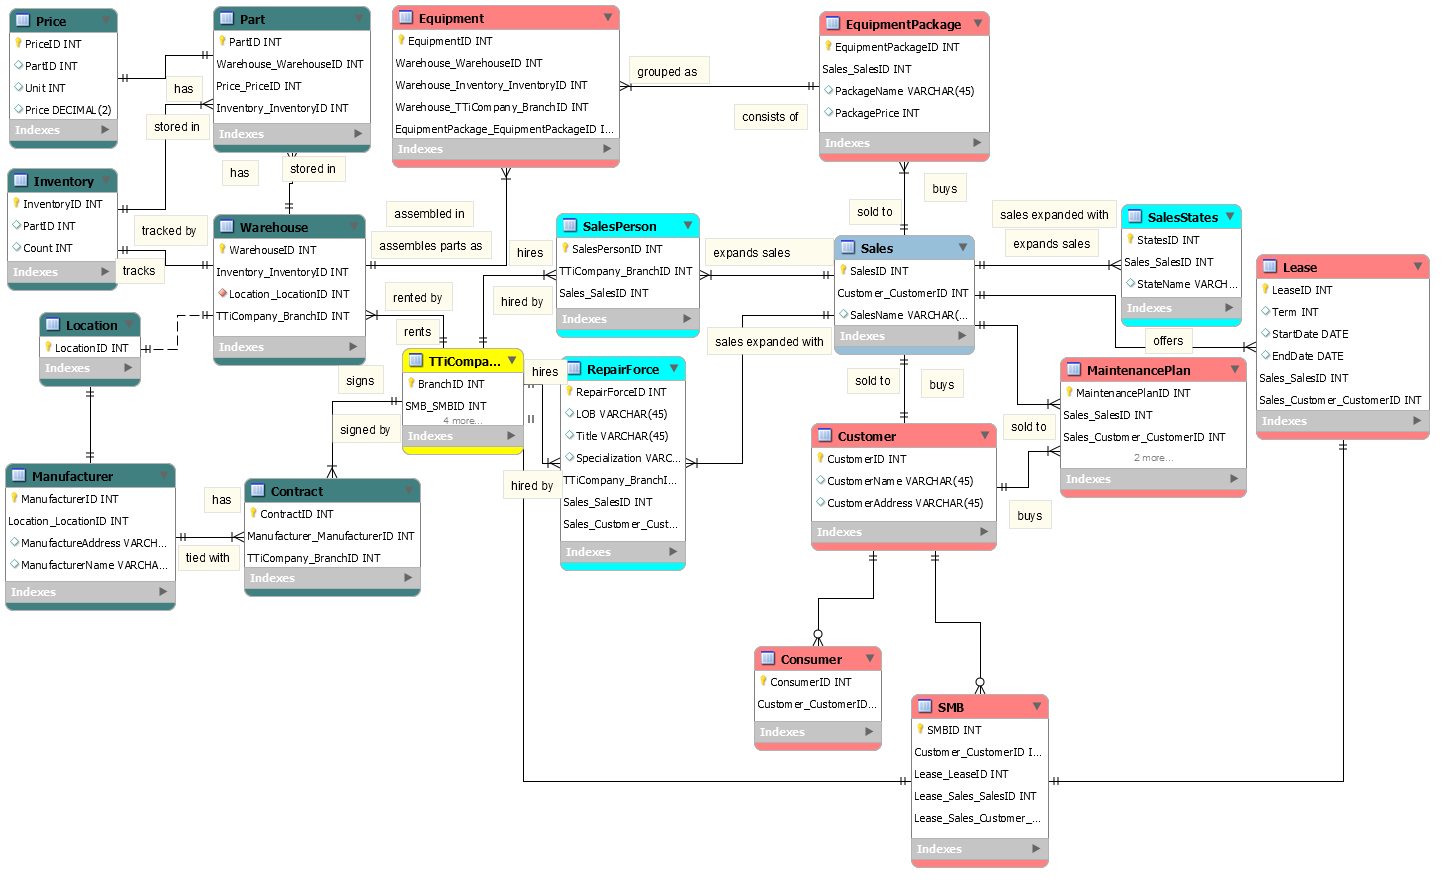 Price
PriceID INT
PartID INT
Unit INT
Price DECIMAL(2)
Indexes
Part
PartID INT
Warehouse_WarehouseID INT
Price_PriceID INT
Inventory_InventoryID INT
Indexes
Equipment
EquipmentID INT
Warehouse_WarehouseID INT
Warehouse_Inventory_InventoryID INT
Warehouse_TTiCompany_BranchID INT
EquipmentPackage_EquipmentPackageID I...
Indexes
grouped as
consists of
EquipmentPackage
EquipmentPackageID INT
Sales_SalesID INT
PackageName VARCHAR(45)
PackagePrice INT
Indexes
has
stored in
has
stored in
Inventory
InventoryID INT
PartID INT
Count INT
Indexes
tracked by
tracks
Warehouse
WarehouseID INT
Inventory_InventoryID INT
Location_LocationID INT
TTiCompany_BranchID INT
Indexes
assembled in
assembles parts as
rented by
rents
hires
hired by
SalesPerson
SalesPersonID INT
TTiCompany_BranchID INT
Sales_SalesID INT
Indexes
expands sales
sales expanded with
buys
sold to
Sales
SalesID INT
Customer_CustomerID INT
SalesName VARCHAR(...
Indexes
sales expanded with
expands sales
SalesStates
StatesID INT
Sales_SalesID INT
StateName VARCH...
Indexes
Lease
LeaseID INT
Term INT
StartDate DATE
EndDate DATE
Sales_SalesID INT
Sales_Customer_CustomerID INT
Indexes
offers
Location
LocationID INT
Indexes
signs
signed by
TTiCompa...
BranchID INT
SMB_SMBID INT
4 more...
Indexes
hires
hired by
RepairForce
RepairForceID INT
LOB VARCHAR(45)
Title VARCHAR(45)
Specialization VARC...
TTiCompany_BranchI...
Sales_SalesID INT
Sales_Customer_Cust...
Indexes
sold to
buys
MaintenancePlan
MaintenancePlanID INT
Sales_SalesID INT
Sales_Customer_CustomerID INT
2 more...
Indexes
sold to
buys
Customer
CustomerID INT
CustomerName VARCHAR(45)
CustomerAddress VARCHAR(45)
Indexes
Manufacturer
ManufacturerID INT
Location_LocationID INT
ManufactureAddress VARCH...
ManufacturerName VARCHA...
Indexes
has
tied with
Contract
ContractID INT
Manufacturer_ManufacturerID INT
TTiCompany_BranchID INT
Indexes
Consumer
ConsumerID INT
Customer_CustomerID...
Indexes
SMB
SMBID INT
Customer_CustomerID I...
Lease_LeaseID INT
Lease_Sales_SalesID INT
Lease_Sales_Customer_...
Indexes